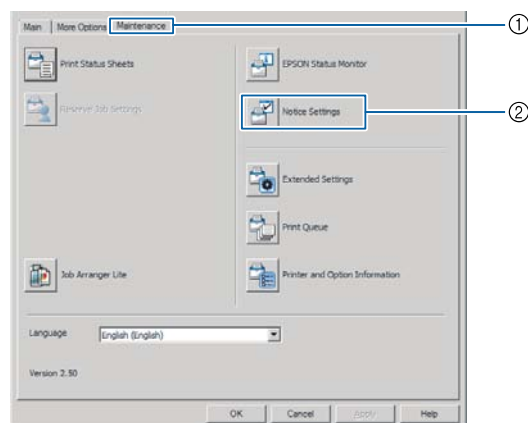 Main More Options Maintenance ①
Print Status Sheets EPSON Status Monitor
Reserve Job Settings Notice Settings ②
Extended Settings
Print Queue
Job Arranger Lite Printer and Option Information
Language English (English)
Version 2.50
OK Cancel Apply Help